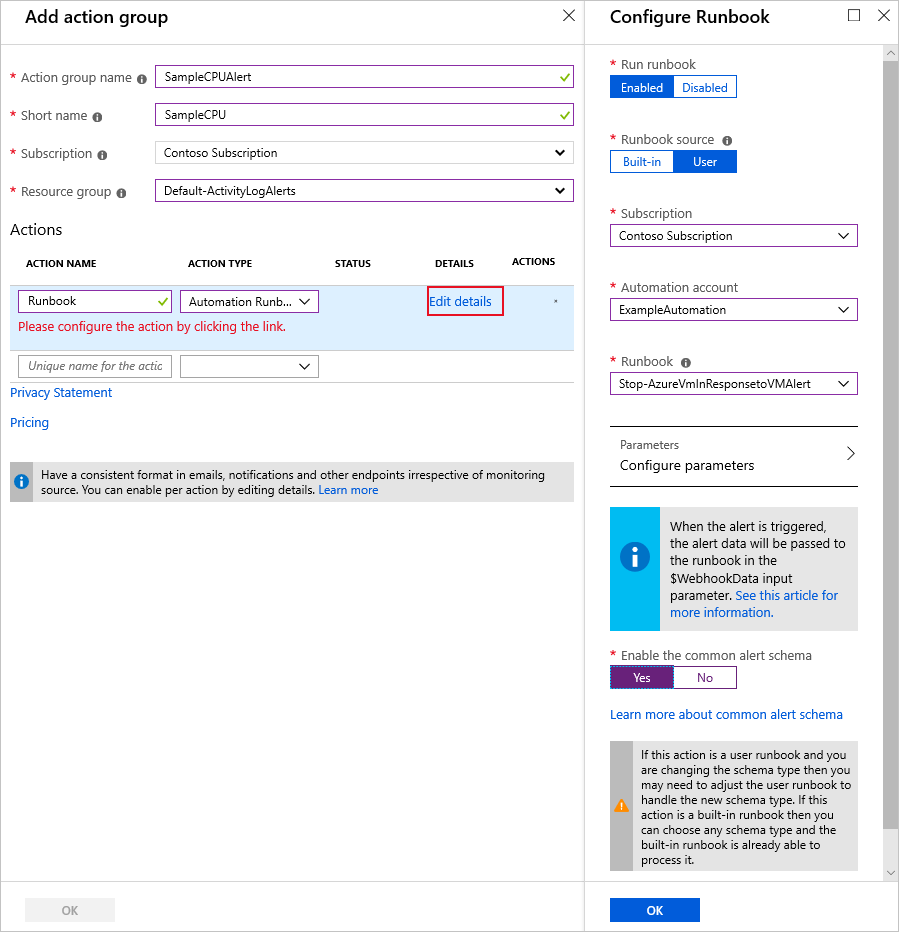 Add action group
* Action group name
SampleCPUAlert
* Short name
SampleCPU
* Subscription
Contoso Subscription
* Resource group
Default-ActivityLogAlerts
Actions
ACTION NAME ACTION TYPE STATUS DETAILS ACTIONS
Runbook Automation Runb... Edit details
Please configure the action by clicking the link.
Unique name for the actio
Privacy Statement
Pricing
Have a consistent format in emails, notifications and other endpoints irrespective of monitoring
source. You can enable per action by editing details. Learn more
OK
Configure Runbook
* Run runbook
Enabled Disabled
* Runbook source
Built-in User
* Subscription
Contoso Subscription
* Automation account
ExampleAutomation
* Runbook
Stop-AzureVmInResponsetoVMAlert
Parameters
Configure parameters
When the alert is triggered,
the alert data will be passed to
the runbook in the
$WebhookData input
parameter. See this article for
more information.
* Enable the common alert schema
Yes No
Learn more about common alert schema
If this action is a user runbook and you
are changing the schema type then you
may need to adjust the user runbook to
handle the new schema type. If this
action is a built-in runbook then you
can choose any schema type and the
built-in runbook is already able to
process it.
OK